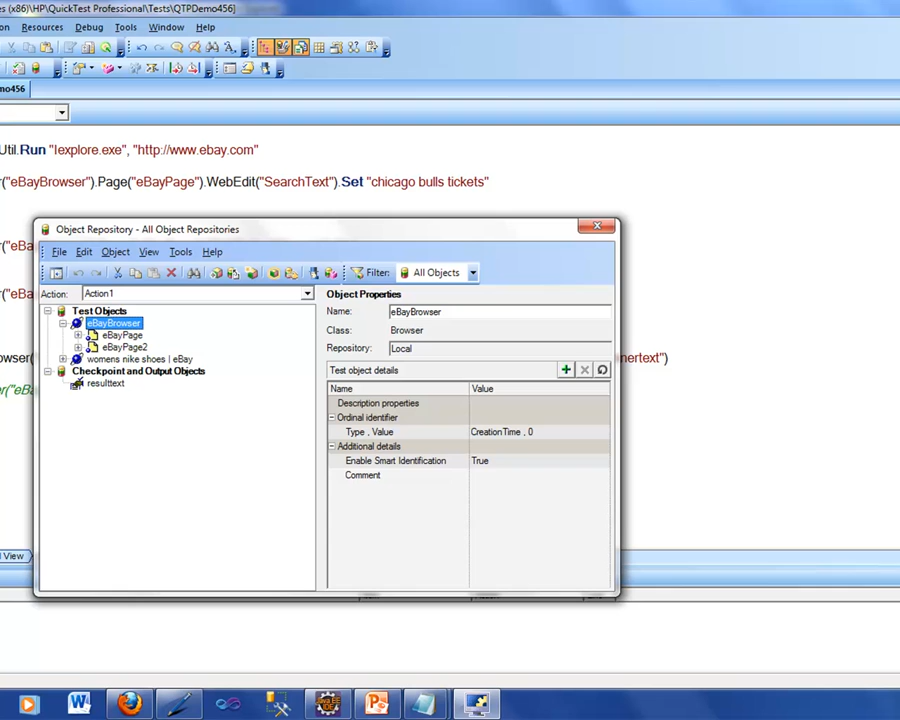 es (x86)\HP\QuickTest Professional\Tests\QTPDemo456]
on Resources Debug Tools Window Help
mo456
Util.Run "Iexplore.exe", "http://www.ebay.com"
r("eBayBrowser").Page("eBayPage").WebEdit("SearchText").Set "chicago bulls tickets"
Object Repository - All Object Repositories
r("eBa
File Edit Object View Tools Help
Filter: All Objects
Action: Action1
r("eBa
Object Properties
Test Objects
Name: eBayBrowser
eBayBrowser
Class: Browser
eBayPage
Repository: Local
eBayPage2
rowser(
womens nike shoes | eBay
nertext")
Checkpoint and Output Objects
Test object details
resulttext
er("eBa
Name Value
Description properties
Ordinal identifier
Type , Value CreationTime , 0
Additional details
Enable Smart Identification True
Comment
l View